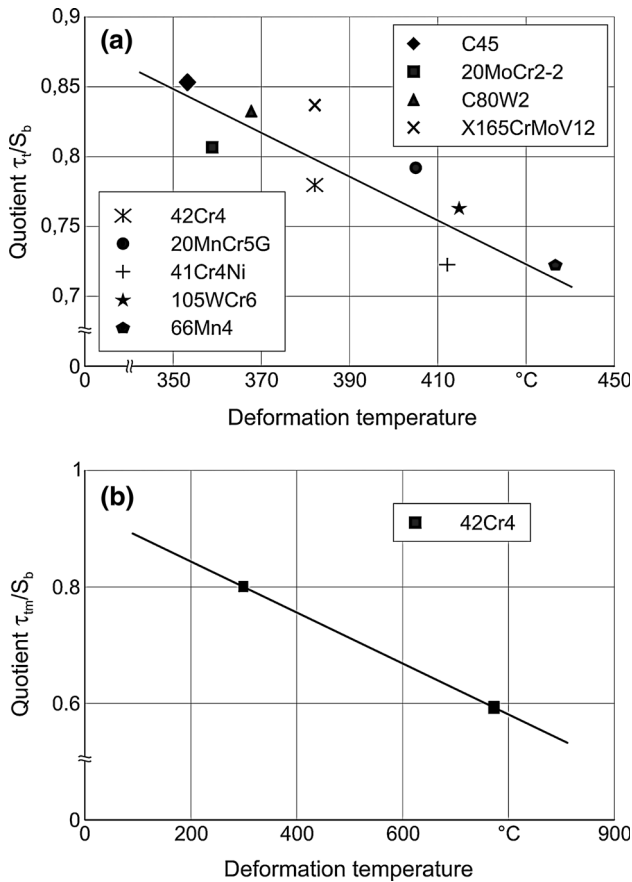 (a)
Quotient τt/Sb
0,9
0,85
0,8
0,75
0,7
0
C45
20MoCr2-2
C80W2
X165CrMoV12
42Cr4
20MnCr5G
41Cr4Ni
105WCr6
66Mn4
0 350 370 390 410 °C 450
Deformation temperature
(b)
Quotient τtm/Sb
1
0.8
0.6
0
42Cr4
0 200 400 600 °C 900
Deformation temperature